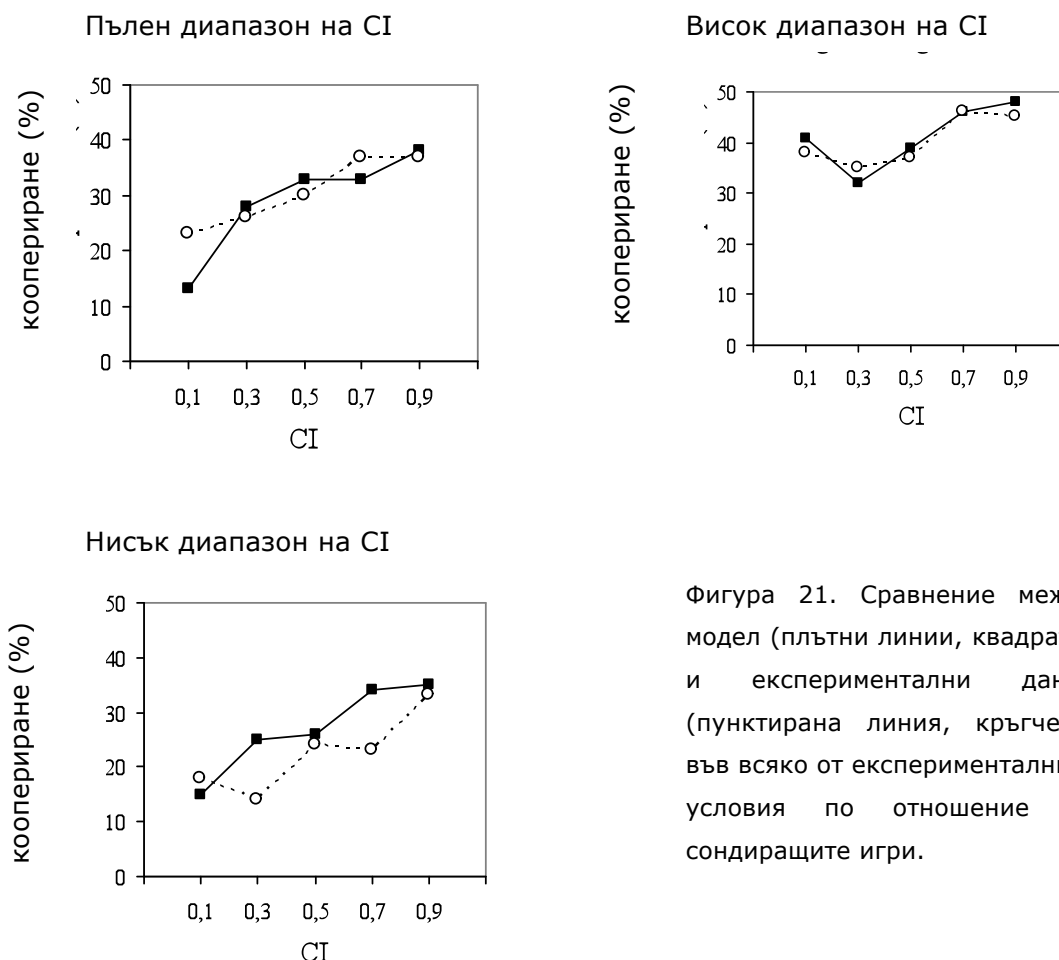 Пълен диапазон на CI
коопериране (%)
50
40
30
20
10
0
0,1 0,3 0,5 0,7 0,9
CI
Висок диапазон на CI
коопериране (%)
50
40
30
20
10
0
0,1 0,3 0,5 0,7 0,9
CI
Нисък диапазон на CI
коопериране (%)
50
40
30
20
10
0
0,1 0,3 0,5 0,7 0,9
CI
Фигура 21. Сравнение меж
модел (плътни линии, квадра
и експериментални дан
(пунктирана линия, кръгче
във всяко от експериментални
условия по отношение
сондиращите игри.